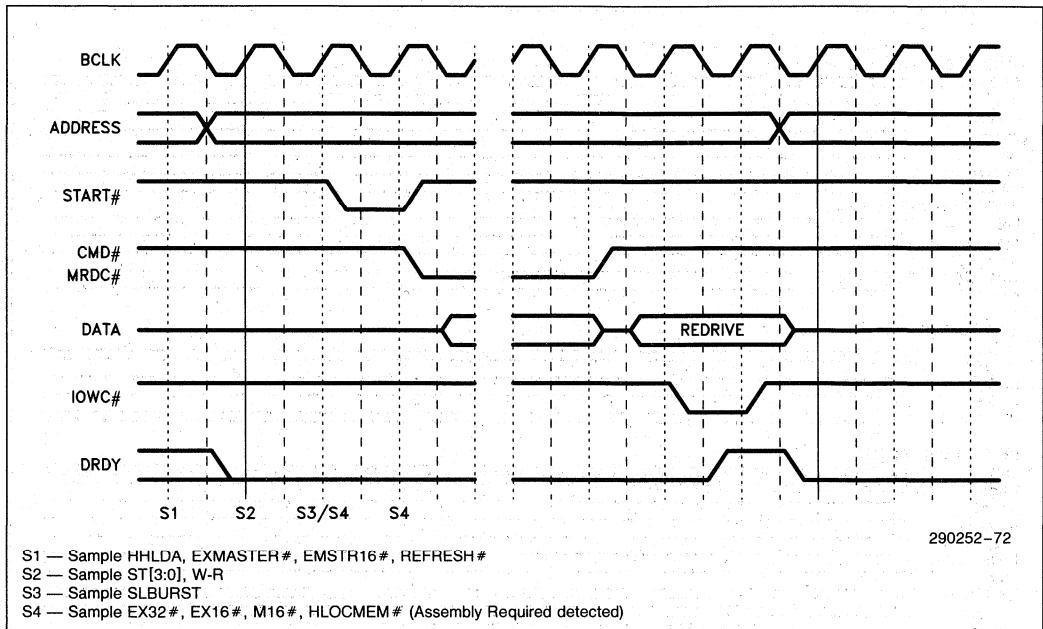 BCLK
ADDRESS
START#
CMD#
MRDC#
DATA
REDRIVE
IOWC#
DRDY
S1 S2 S3/S4 S4
290252-72
S1 — Sample HHLDA, EXMASTER#, EMSTR16#, REFRESH#
S2 — Sample ST[3:0], W-R
S3 — Sample SLBURST
S4 — Sample EX32#, EX16#, M16#, HLOCMEM# (Assembly Required detected)